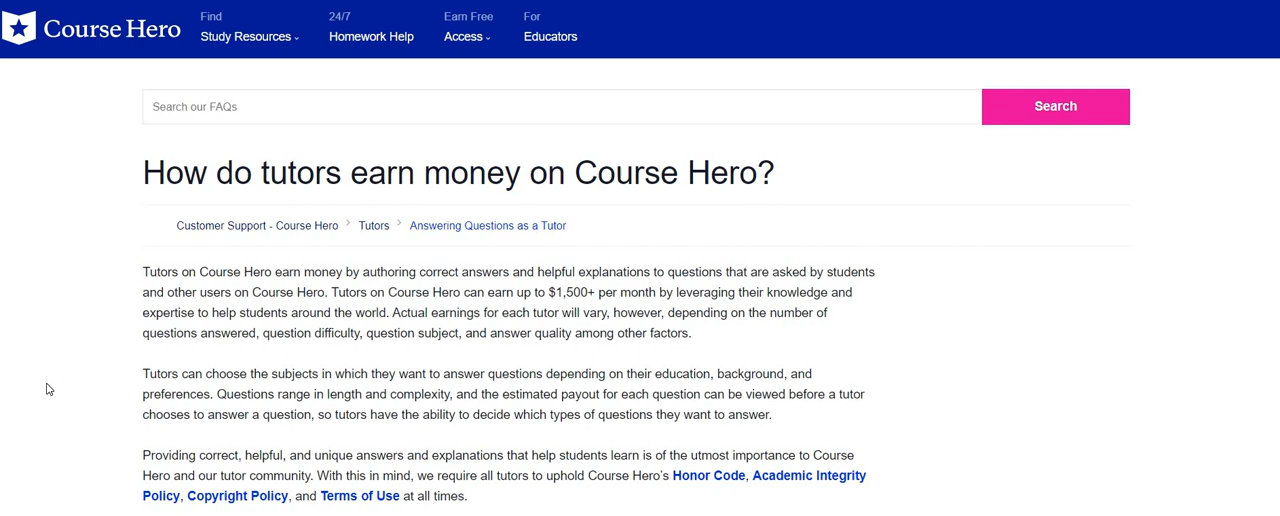 Course Hero
Find
Study Resources
24/7
Homework Help
Earn Free
Access
For
Educators
Search our FAQs
Search
How do tutors earn money on Course Hero?
Customer Support - Course Hero > Tutors > Answering Questions as a Tutor
Tutors on Course Hero earn money by authoring correct answers and helpful explanations to questions that are asked by students
and other users on Course Hero. Tutors on Course Hero can earn up to $1,500+ per month by leveraging their knowledge and
expertise to help students around the world. Actual earnings for each tutor will vary, however, depending on the number of
questions answered, question difficulty, question subject, and answer quality among other factors.
Tutors can choose the subjects in which they want to answer questions depending on their education, background, and
preferences. Questions range in length and complexity, and the estimated payout for each question can be viewed before a tutor
chooses to answer a question, so tutors have the ability to decide which types of questions they want to answer.
Providing correct, helpful, and unique answers and explanations that help students learn is of the utmost importance to Course
Hero and our tutor community. With this in mind, we require all tutors to uphold Course Hero's Honor Code, Academic Integrity
Policy, Copyright Policy, and Terms of Use at all times.